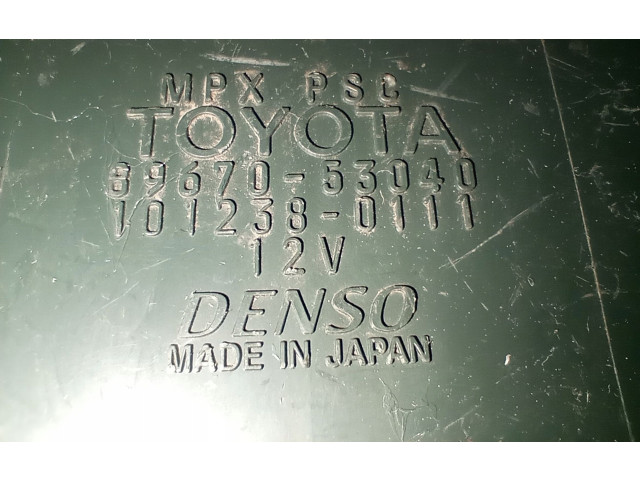 MPX PSC
TOYOTA
89670-53040
101238-0111
12V
DENSO
MADE IN JAPAN